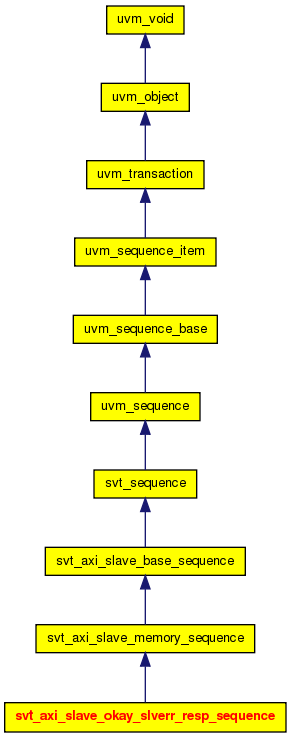 uvm_void
uvm_object
uvm_transaction
uvm_sequence_item
uvm_sequence_base
uvm_sequence
svt_sequence
svt_axi_slave_base_sequence
svt_axi_slave_memory_sequence
svt_axi_slave_okay_slverr_resp_sequence